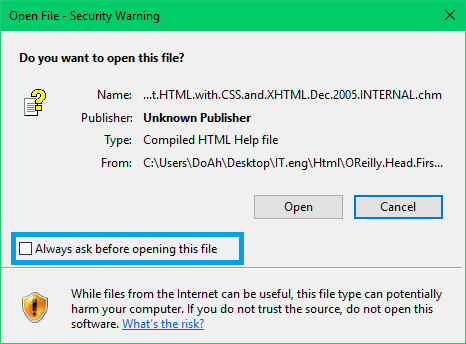 Open File - Security Warning
Do you want to open this file?
Name: ...t.HTML.with.CSS.and.XHTML.Dec.2005.INTERNAL.chm
Publisher: Unknown Publisher
Type: Compiled HTML Help file
From: C:\Users\DoAh\Desktop\IT.eng\Html\OReilly.Head.Firs...
Open Cancel
Always ask before opening this file
While files from the Internet can be useful, this file type can potentially
harm your computer. If you do not trust the source, do not open this
software. What's the risk?